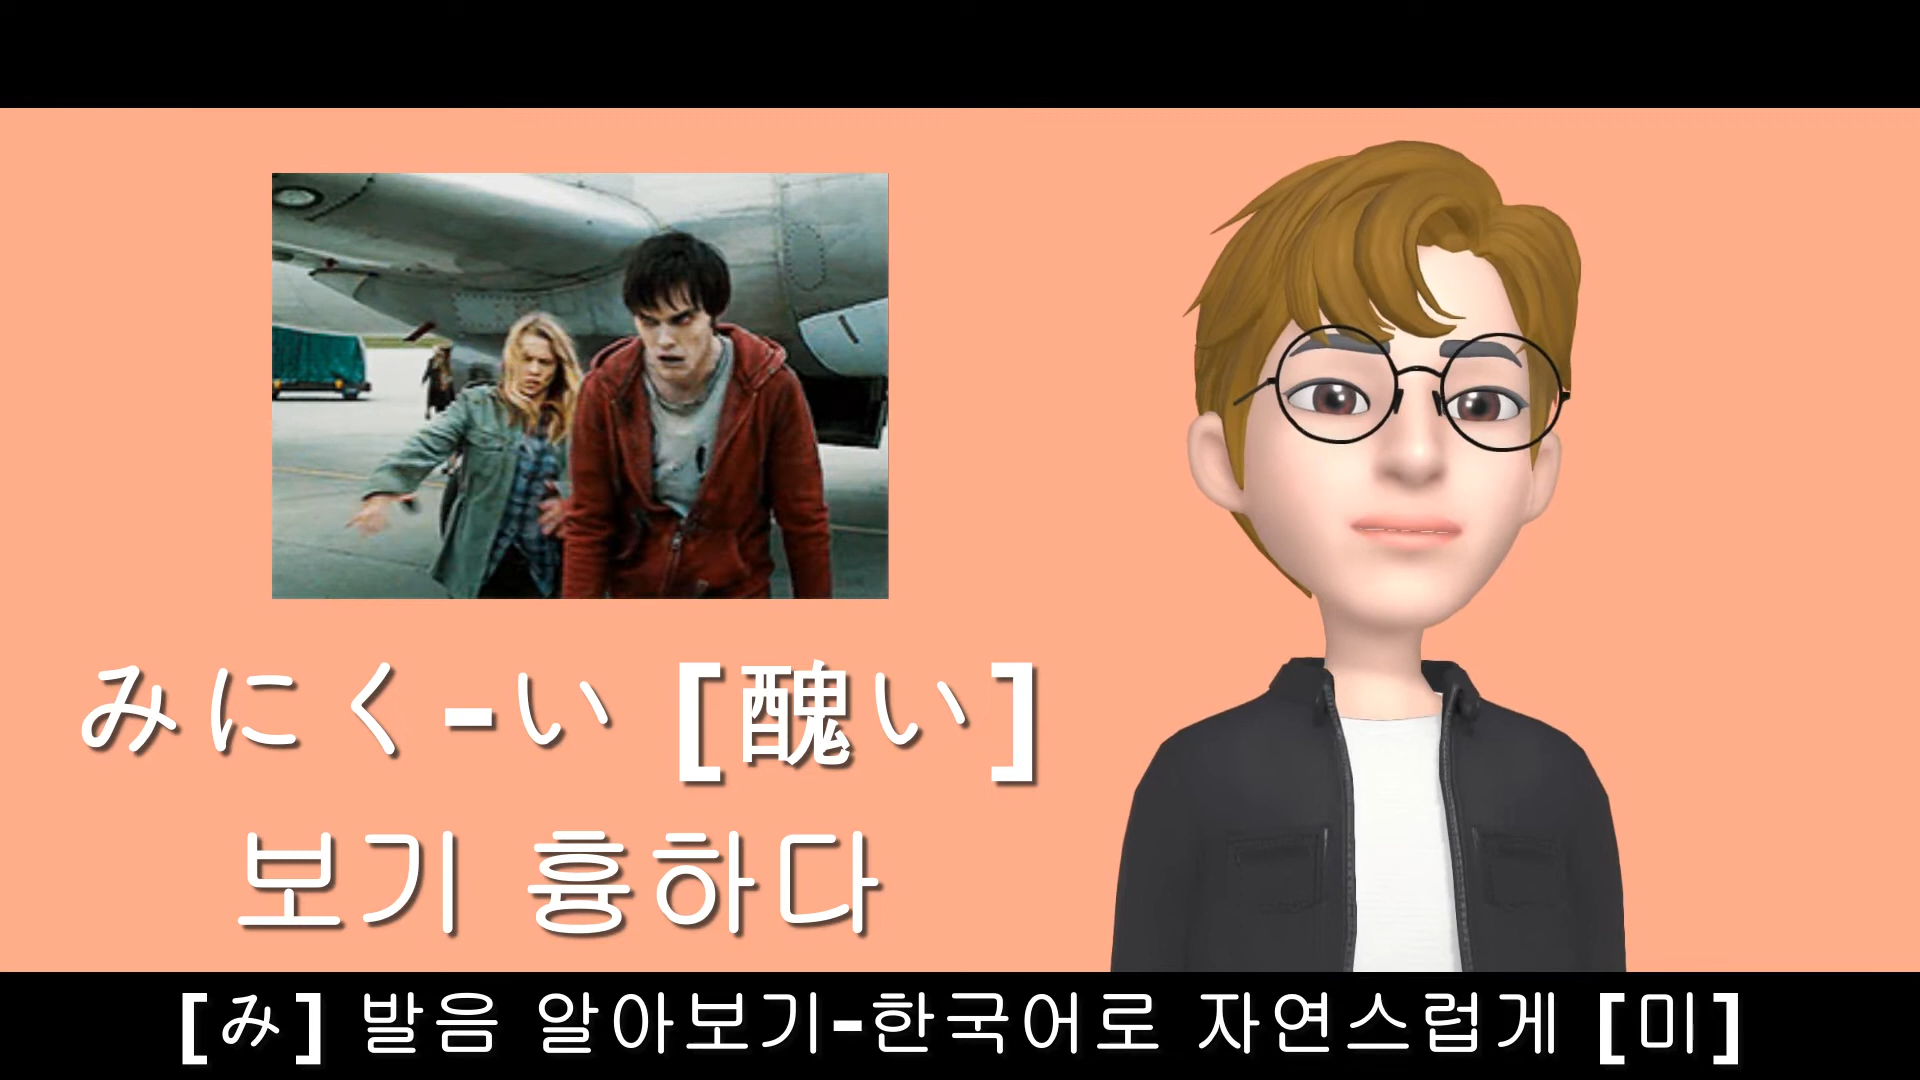 みにく-い [醜い]
보기 흉하다
[み] 발음 알아보기-한국어로 자연스럽게 [미]